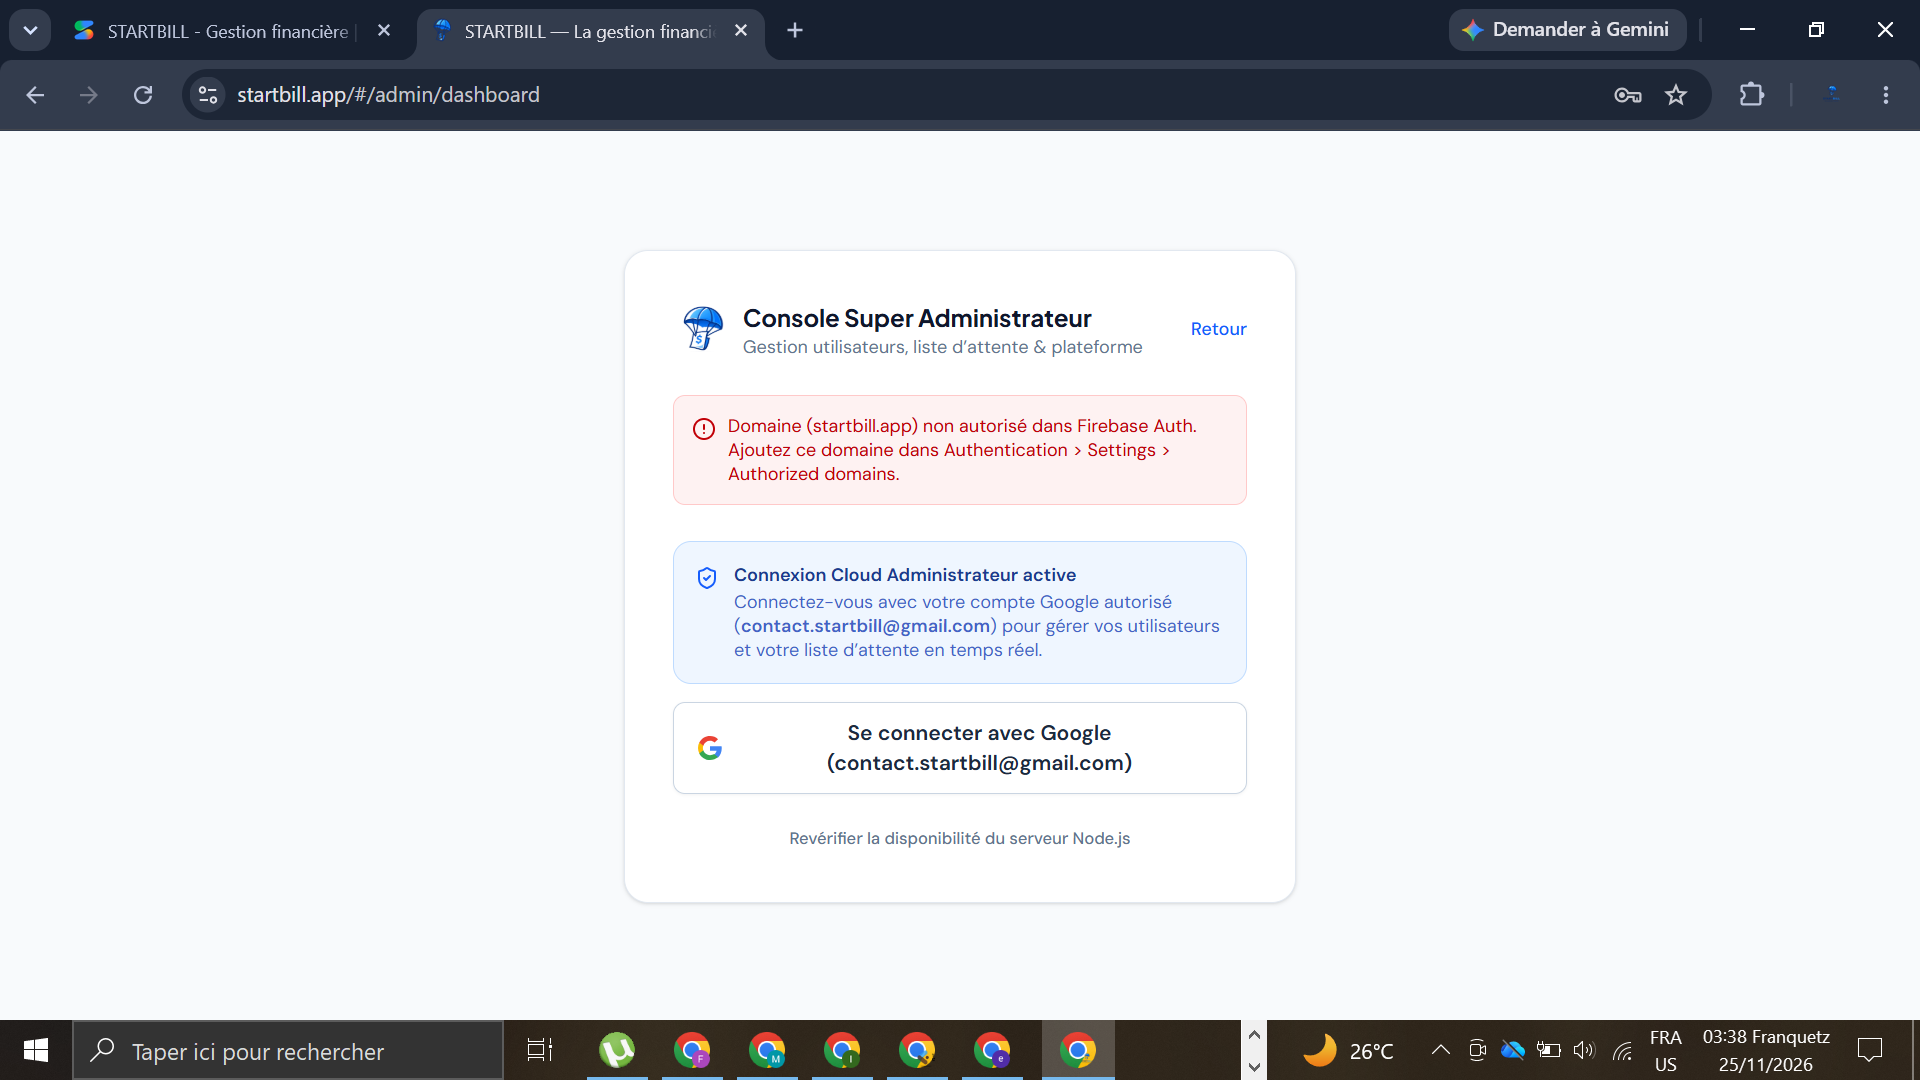 STARTBILL - Gestion financière
STARTBILL — La gestion financi
Demander à Gemini
startbill.app/#/admin/dashboard
Console Super Administrateur
Gestion utilisateurs, liste d'attente & plateforme
Retour
Domaine (startbill.app) non autorisé dans Firebase Auth.
Ajoutez ce domaine dans Authentication > Settings >
Authorized domains.
Connexion Cloud Administrateur active
Connectez-vous avec votre compte Google autorisé
(contact.startbill@gmail.com) pour gérer vos utilisateurs
et votre liste d'attente en temps réel.
Se connecter avec Google
(contact.startbill@gmail.com)
Revérifier la disponibilité du serveur Node.js
Taper ici pour rechercher
F
M
I
e
26°C
FRA
US
03:38 Franquetz
25/11/2026